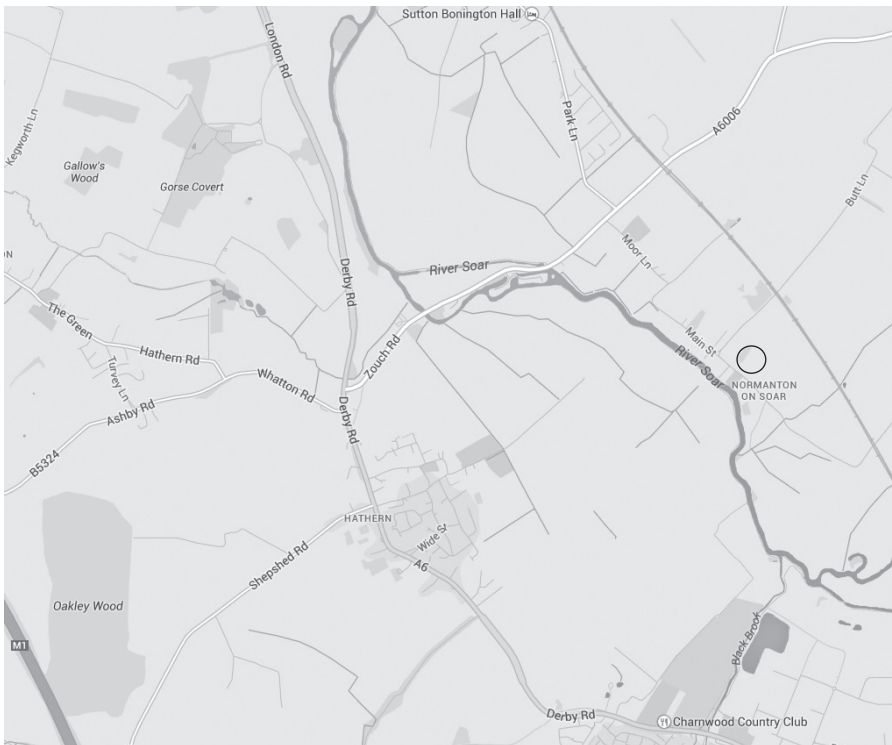 Sutton Bonington Hall
London Rd
Kegworth Ln
Park Ln
A6006
Gallow's
Wood
Gorse Covert
Butt Ln
Moor Ln
River Soar
Derby Rd
ON
The Green
Hathern Rd
Turvey Ln
Zouch Rd
Main St
River Soar
NORMANTON
ON SOAR
Whatton Rd
Ashby Rd
Derby Rd
B5324
HATHERN
Wide St
A6
Shepshed Rd
Oakley Wood
M1
Black Brook
Derby Rd
Charnwood Country Club